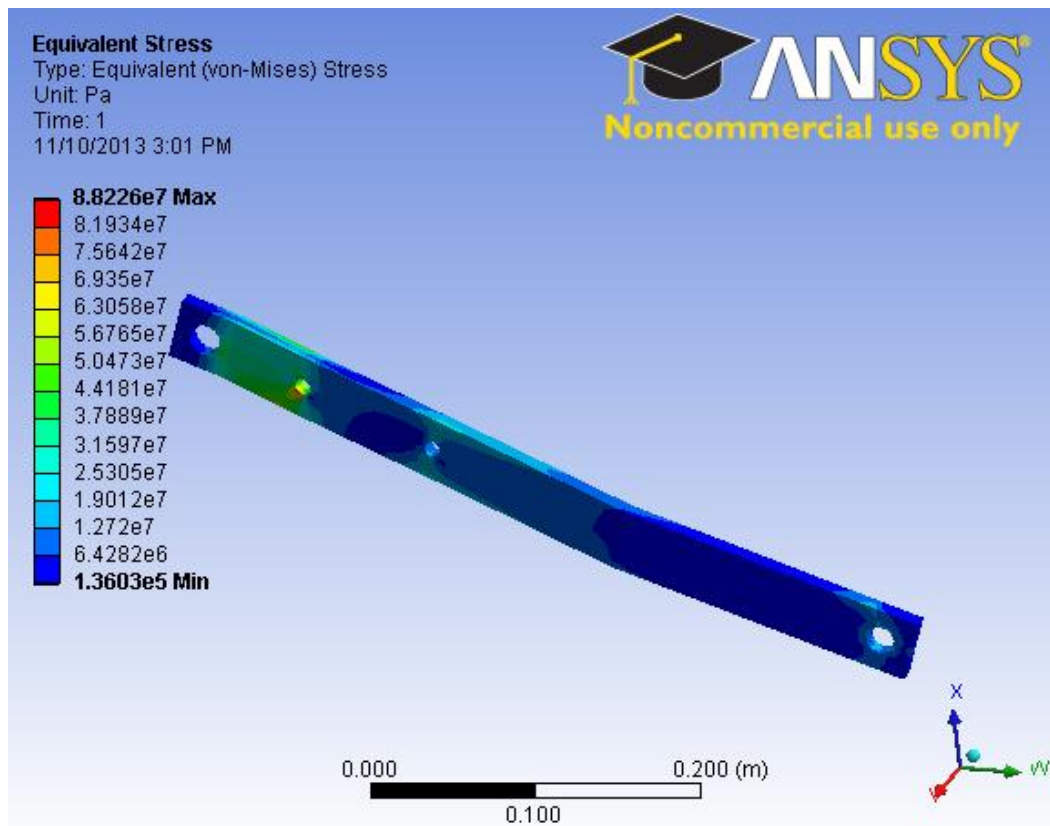 Equivalent Stress
Type: Equivalent (von-Mises) Stress
Unit: Pa
Time: 1
11/10/2013 3:01 PM
ANSYS
Noncommercial use only
8.8226e7 Max
8.1934e7
7.5642e7
6.935e7
6.3058e7
5.6765e7
5.0473e7
4.4181e7
3.7889e7
3.1597e7
2.5305e7
1.9012e7
1.272e7
6.4282e6
1.3603e5 Min
X
0.000
0.200 (m)
0.100